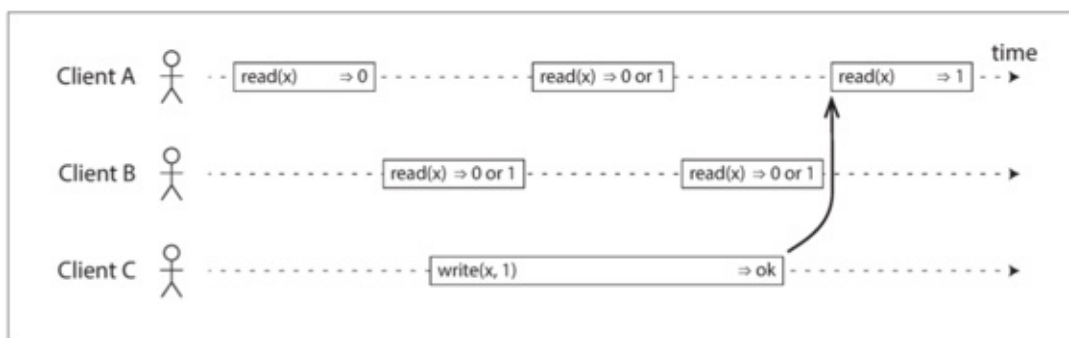 time
Client A read(x) ⇒ 0 read(x) ⇒ 0 or 1 read(x) ⇒ 1
Client B read(x) ⇒ 0 or 1 read(x) ⇒ 0 or 1
Client C write(x, 1) ⇒ ok